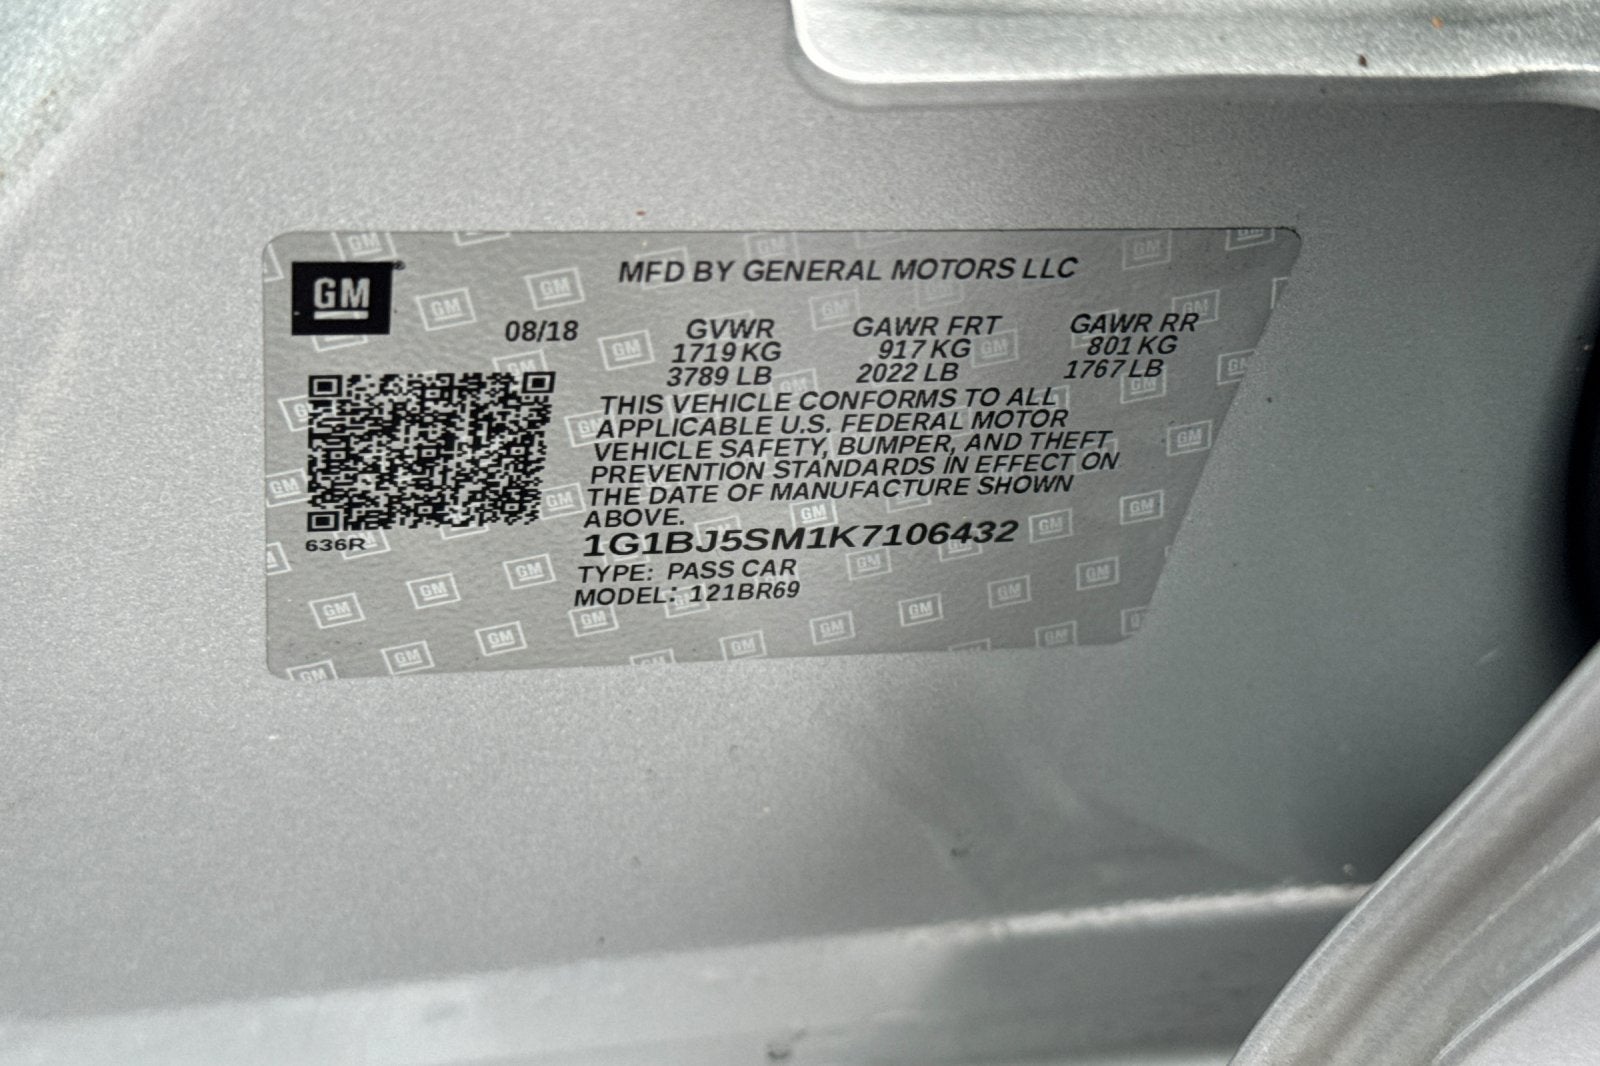 GM
MFD BY GENERAL MOTORS LLC
08/18 GVWR GAWR FRT GAWR RR
1719 KG 917 KG 801 KG
3789 LB 2022 LB 1767 LB
THIS VEHICLE CONFORMS TO ALL
APPLICABLE U.S. FEDERAL MOTOR
VEHICLE SAFETY, BUMPER, AND THEFT
PREVENTION STANDARDS IN EFFECT ON
THE DATE OF MANUFACTURE SHOWN
ABOVE.
636R
1G1BJ5SM1K7106432
TYPE: PASS CAR
MODEL: 121BR69